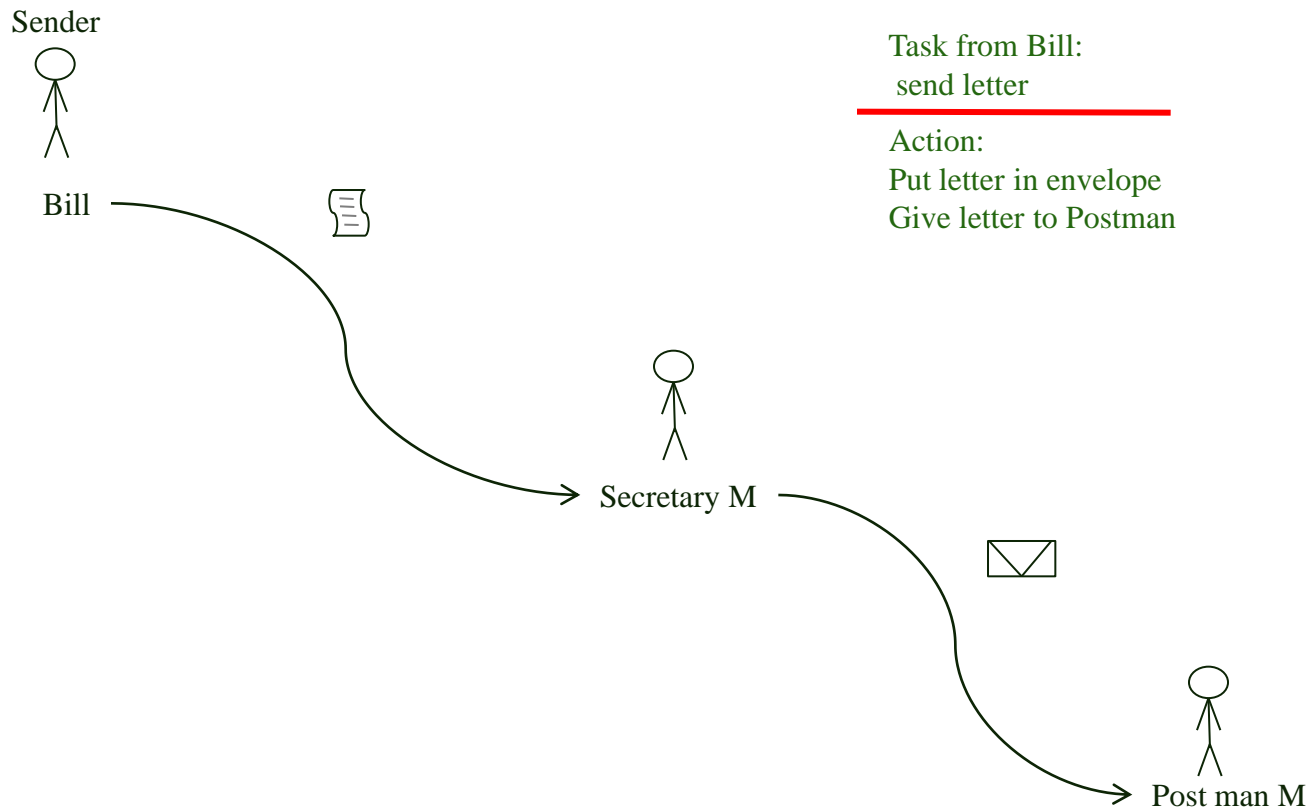 Sender
Task from Bill:
send letter
Action:
Put letter in envelope
Give letter to Postman
Bill
Secretary M
Post man M